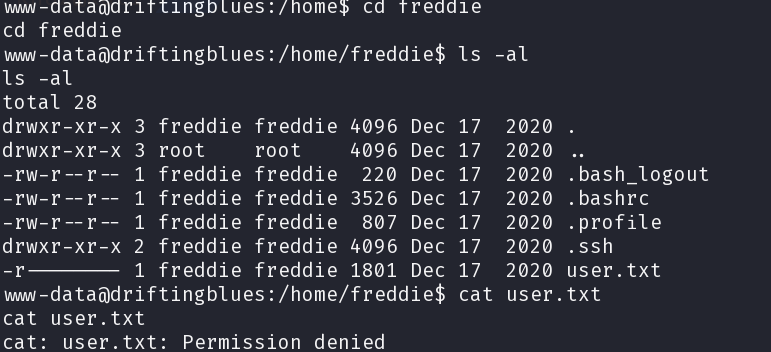 www-data@driftingblues:/home$ cd freddie
cd freddie
www-data@driftingblues:/home/freddie$ ls -al
ls -al
total 28
drwxr-xr-x 3 freddie freddie 4096 Dec 17  2020 .
drwxr-xr-x 3 root    root    4096 Dec 17  2020 ..
-rw-r--r-- 1 freddie freddie  220 Dec 17  2020 .bash_logout
-rw-r--r-- 1 freddie freddie 3526 Dec 17  2020 .bashrc
-rw-r--r-- 1 freddie freddie  807 Dec 17  2020 .profile
drwxr-xr-x 2 freddie freddie 4096 Dec 17  2020 .ssh
-r-------- 1 freddie freddie 1801 Dec 17  2020 user.txt
www-data@driftingblues:/home/freddie$ cat user.txt
cat user.txt
cat: user.txt: Permission denied